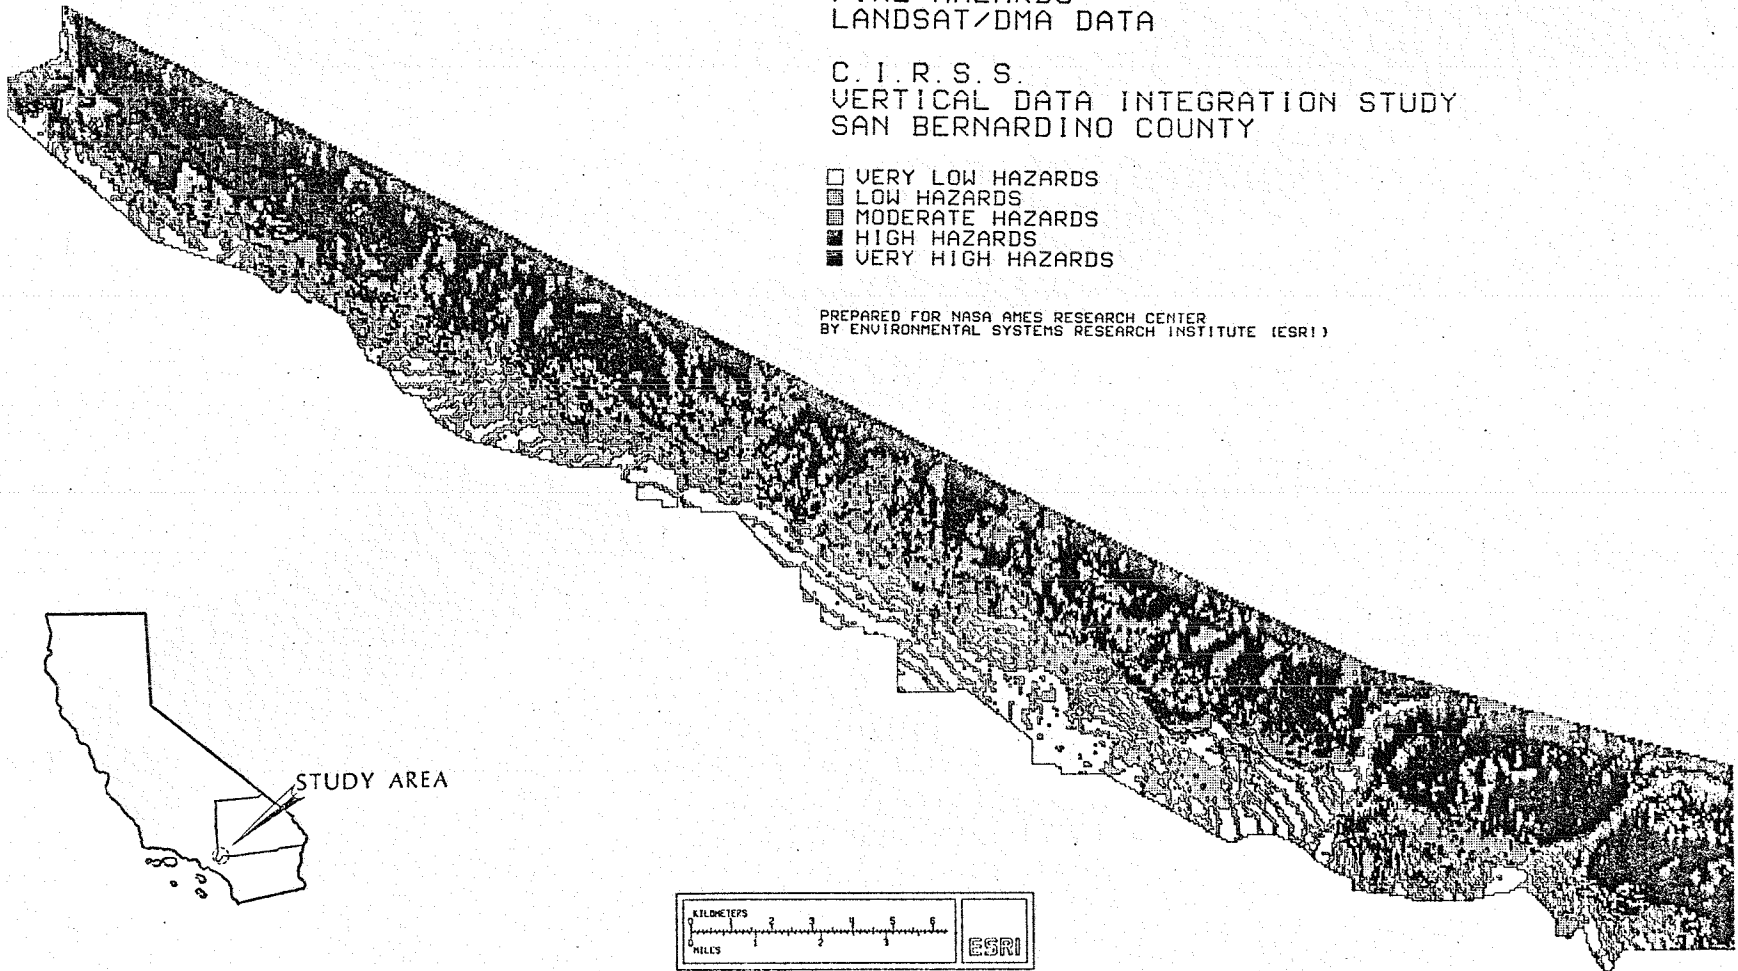 HAZARDS
LANDSAT/DMA DATA
C.I.R.S.S.
VERTICAL DATA INTEGRATION STUDY
SAN BERNARDINO COUNTY
VERY LOW HAZARDS
LOW HAZARDS
MODERATE HAZARDS
HIGH HAZARDS
VERY HIGH HAZARDS
PREPARED FOR NASA AMES RESEARCH CENTER
BY ENVIRONMENTAL SYSTEMS RESEARCH INSTITUTE (ESRI)
STUDY AREA
KILOMETERS
0 1 2 3 4 5 6
0 1 2 3
MILES
ESRI